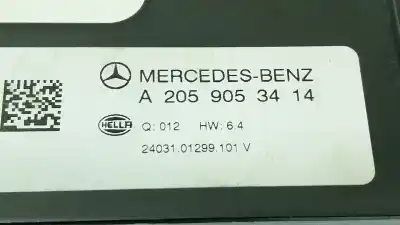 MERCEDES-BENZ
A 205 905 34 14
HELLA Q: 012 HW: 6.4
24031.01299.101 V